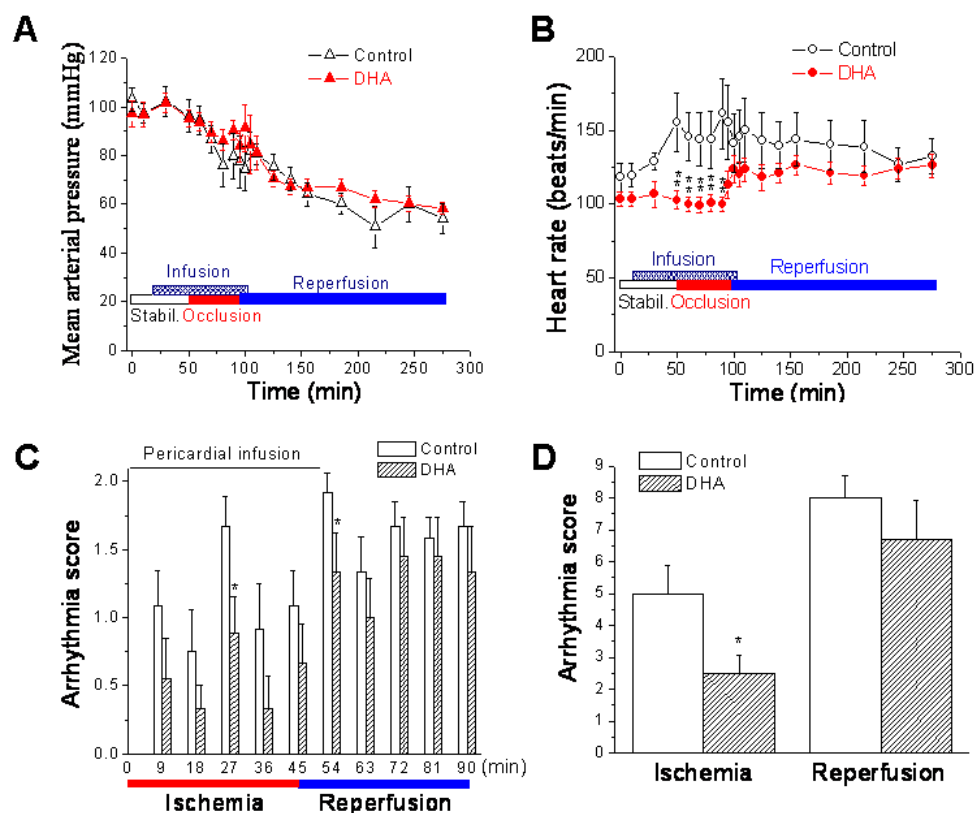 A
Control
DHA
Mean arterial pressure (mmHg)
120
100
80
60
40
20
0
Infusion
Reperfusion
Stabil. Occlusion
0 50 100 150 200 250 300
Time (min)
B
Control
DHA
Heart rate (beats/min)
200
150
100
50
0
** ** ** ** **
Infusion
Reperfusion
Stabil. Occlusion
0 50 100 150 200 250 300
Time (min)
C
Control
DHA
Pericardial infusion
Arrhythmia score
2.0
1.5
1.0
0.5
0.0
*
*
0 9 18 27 36 45 54 63 72 81 90 (min)
Ischemia Reperfusion
D
Control
DHA
Arrhythmia score
9
8
7
6
5
4
3
2
1
0
*
Ischemia Reperfusion